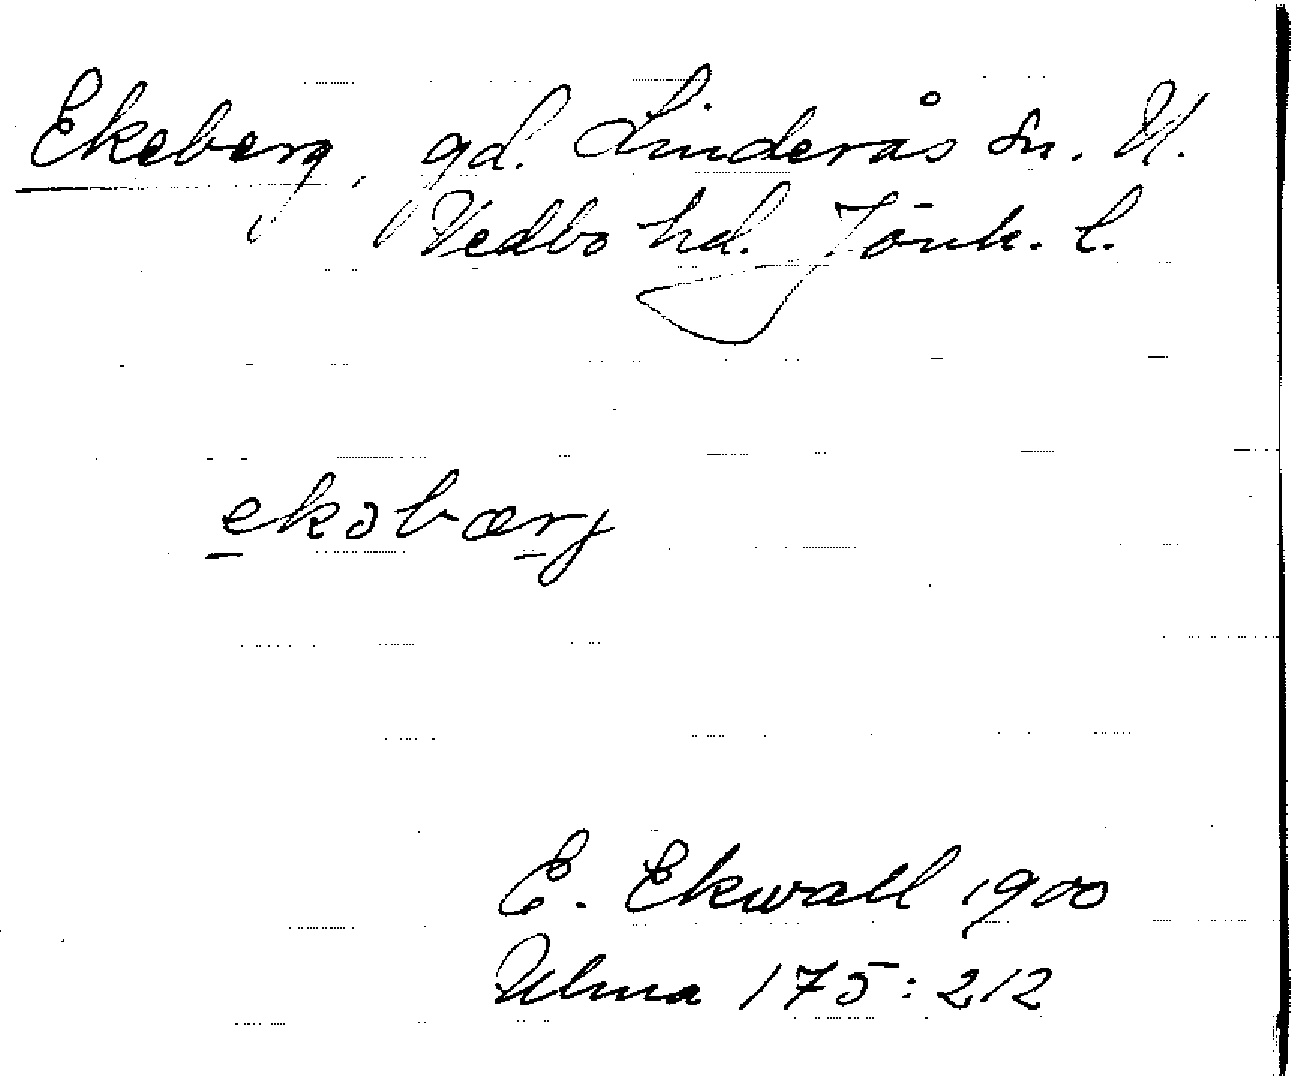 Ekeberg, gd. Linderås sn. N.
Vedbo hd. Jönk. l.
ekəbærj
E. Ekwall 1900
Ulma 175:212